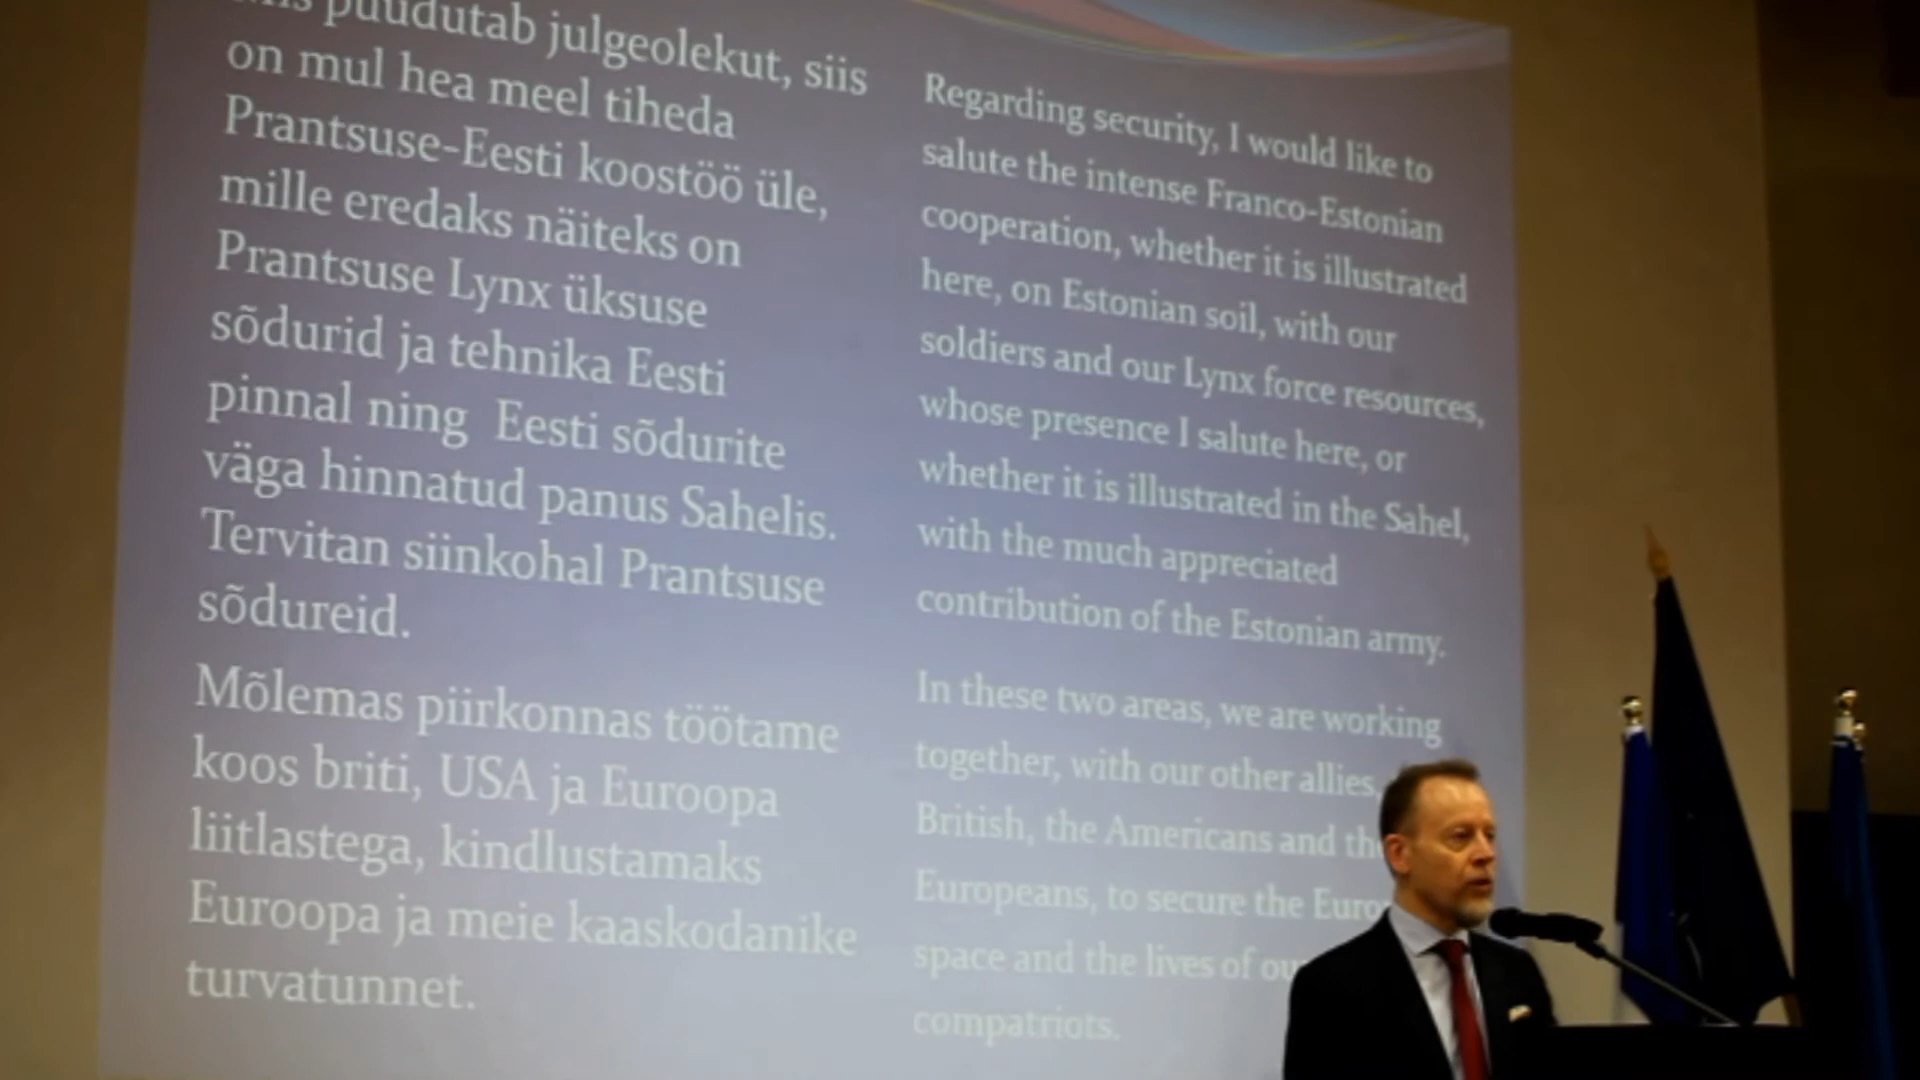 puudutab julgeolekut, siis
on mul hea meel tiheda
Prantsuse-Eesti koostöö üle,
mille eredaks näiteks on
Prantsuse Lynx üksuse
sõdurid ja tehnika Eesti
pinnal ning Eesti sõdurite
väga hinnatud panus Sahelis.
Tervitan siinkohal Prantsuse
sõdureid.
Mõlemas piirkonnas töötame
koos briti, USA ja Euroopa
liitlastega, kindlustamaks
Euroopa ja meie kaaskodanike
turvatunnet.
Regarding security, I would like to
salute the intense Franco-Estonian
cooperation, whether it is illustrated
here, on Estonian soil, with our
soldiers and our Lynx force resources,
whose presence I salute here, or
whether it is illustrated in the Sahel,
with the much appreciated
contribution of the Estonian army.
In these two areas, we are working
together, with our other allies,
British, the Americans and
Europeans, to secure the
space and the lives of
compatriots.